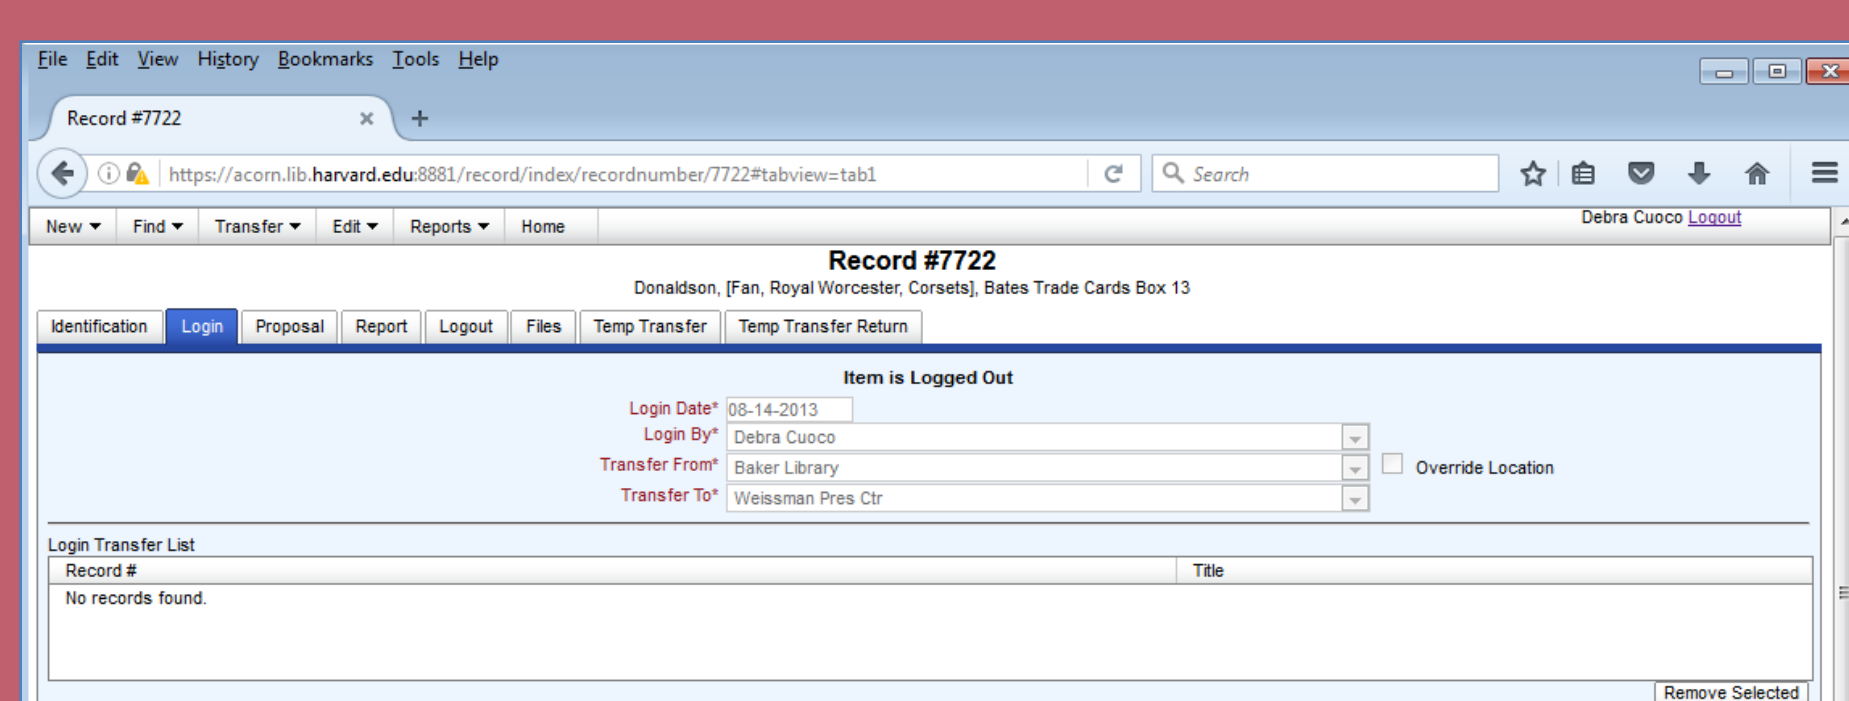 File Edit View History Bookmarks Tools Help
Record #7722
https://acorn.lib.harvard.edu:8881/record/index/recordnumber/7722#tabview=tab1
Search
New Find Transfer Edit Reports Home
Debra Cuoco Logout
Record #7722
Donaldson, [Fan, Royal Worcester, Corsets], Bates Trade Cards Box 13
Identification Login Proposal Report Logout Files Temp Transfer Temp Transfer Return
Item is Logged Out
Login Date* 08-14-2013
Login By* Debra Cuoco
Transfer From* Baker Library Override Location
Transfer To* Weissman Pres Ctr
Login Transfer List
Record # Title
No records found.
Remove Selected